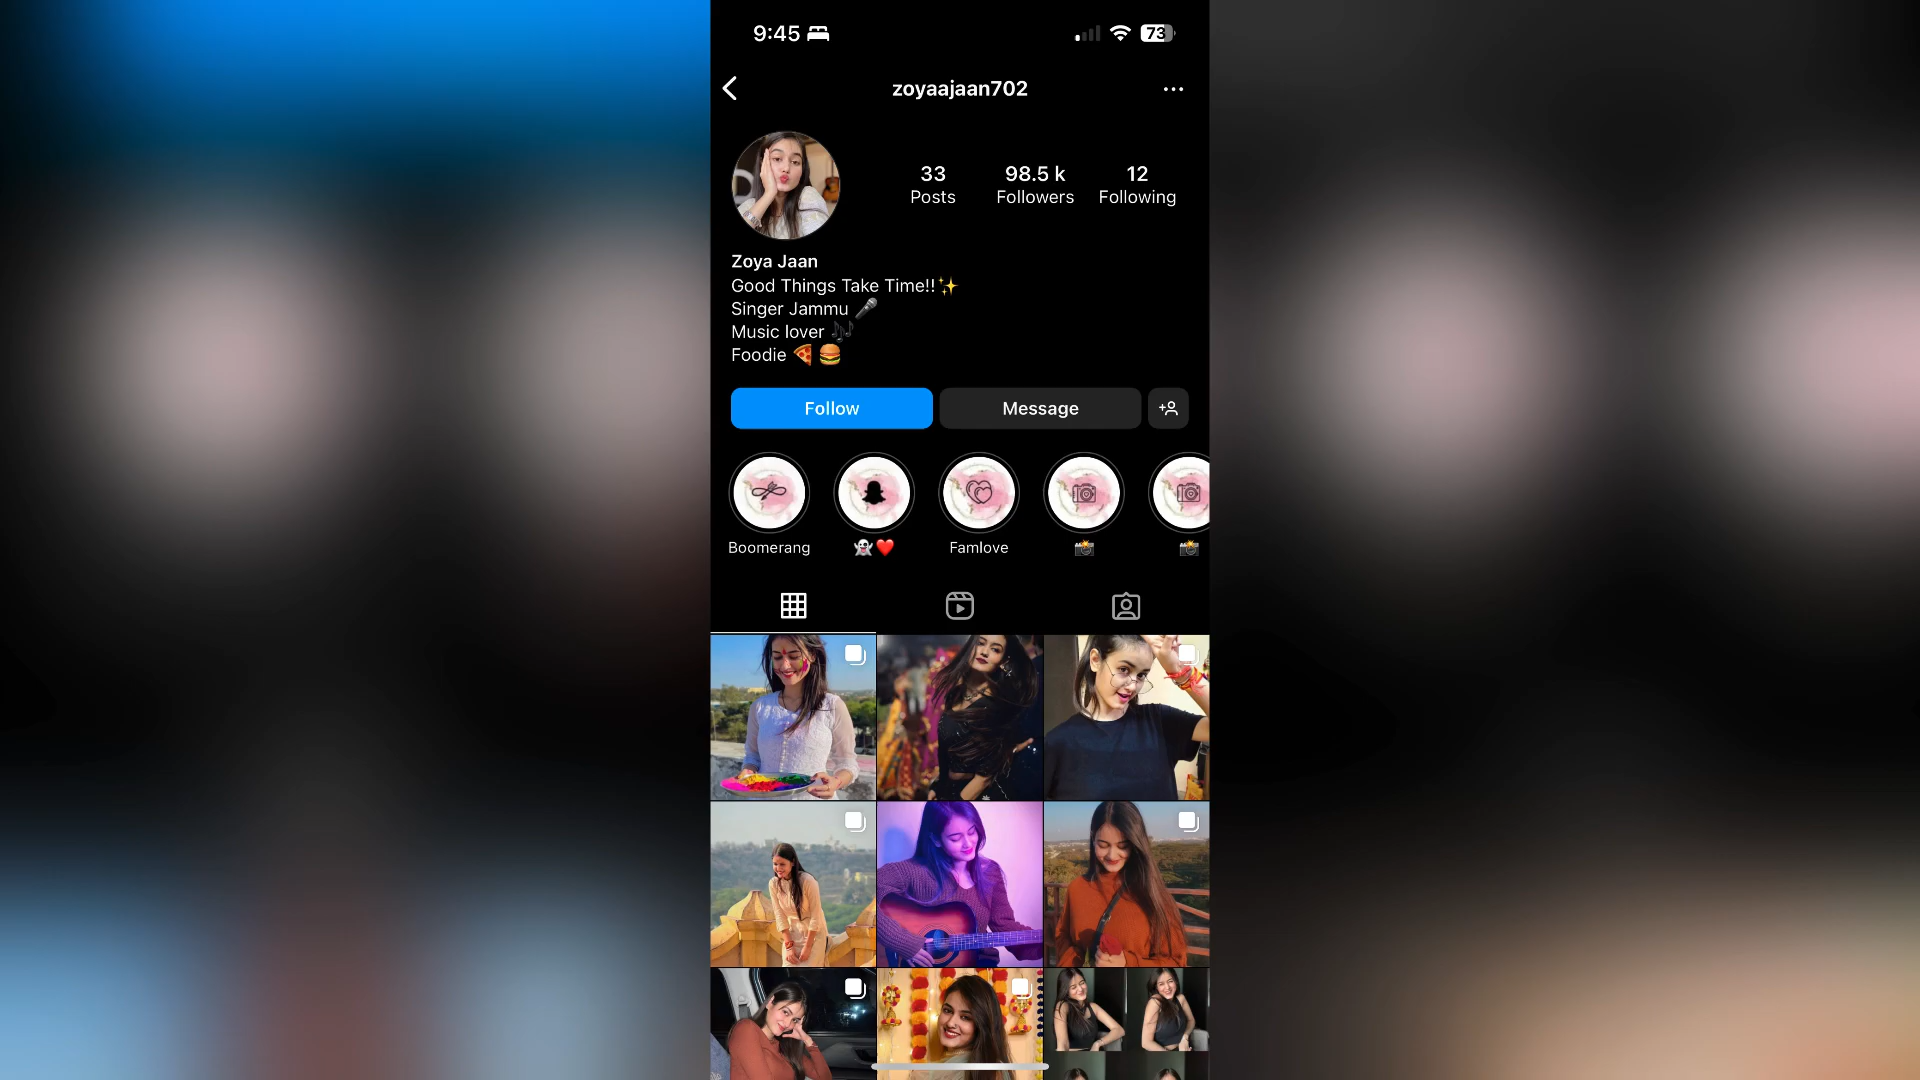 9:45
73
zoyaajaan702
33
Posts
98.5 k
Followers
12
Following
Zoya Jaan
Good Things Take Time!!✨
Singer Jammu 🎤
Music lover 🎶
Foodie 🍕 🍔
Follow
Message
Boomerang
👻❤️
Famlove
📸
📸